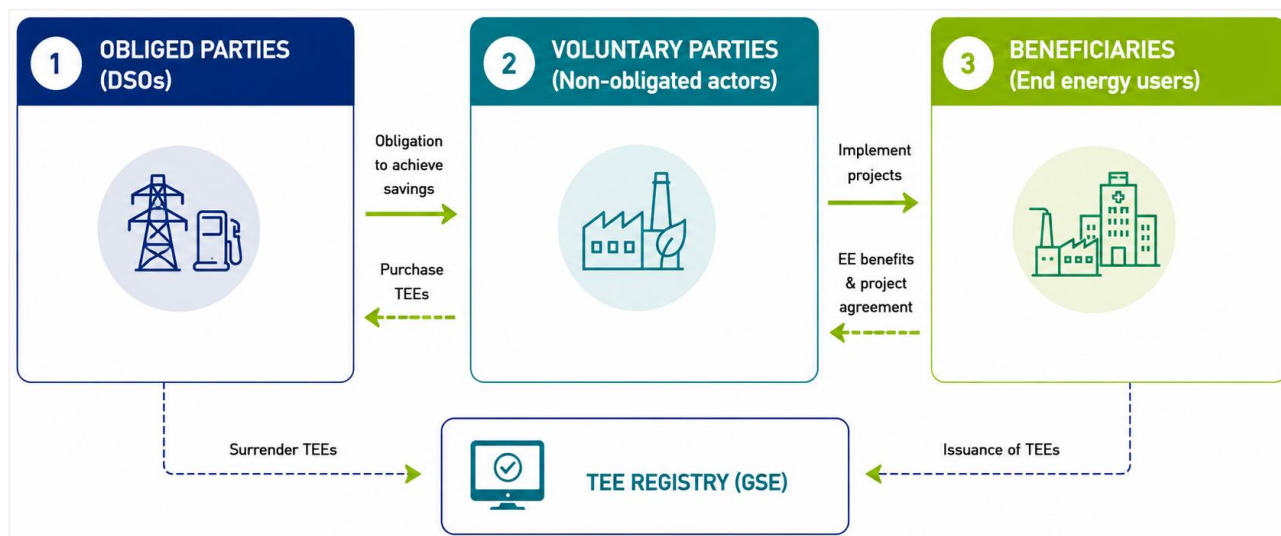 1
OBLIGED PARTIES
(DSOs)
2
VOLUNTARY PARTIES
(Non-obligated actors)
3
BENEFICIARIES
(End energy users)
Obligation
to achieve
savings
Purchase
TEEs
Implement
projects
EE benefits
& project
agreement
Surrender TEEs
TEE REGISTRY (GSE)
Issuance of TEEs